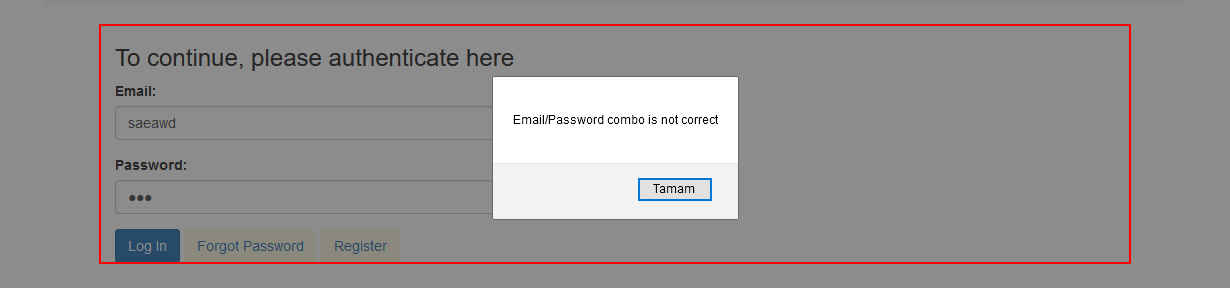 To continue, please authenticate here
Email:
saeawd
Email/Password combo is not correct
Password:
●●●
Tamam
Log In Forgot Password Register